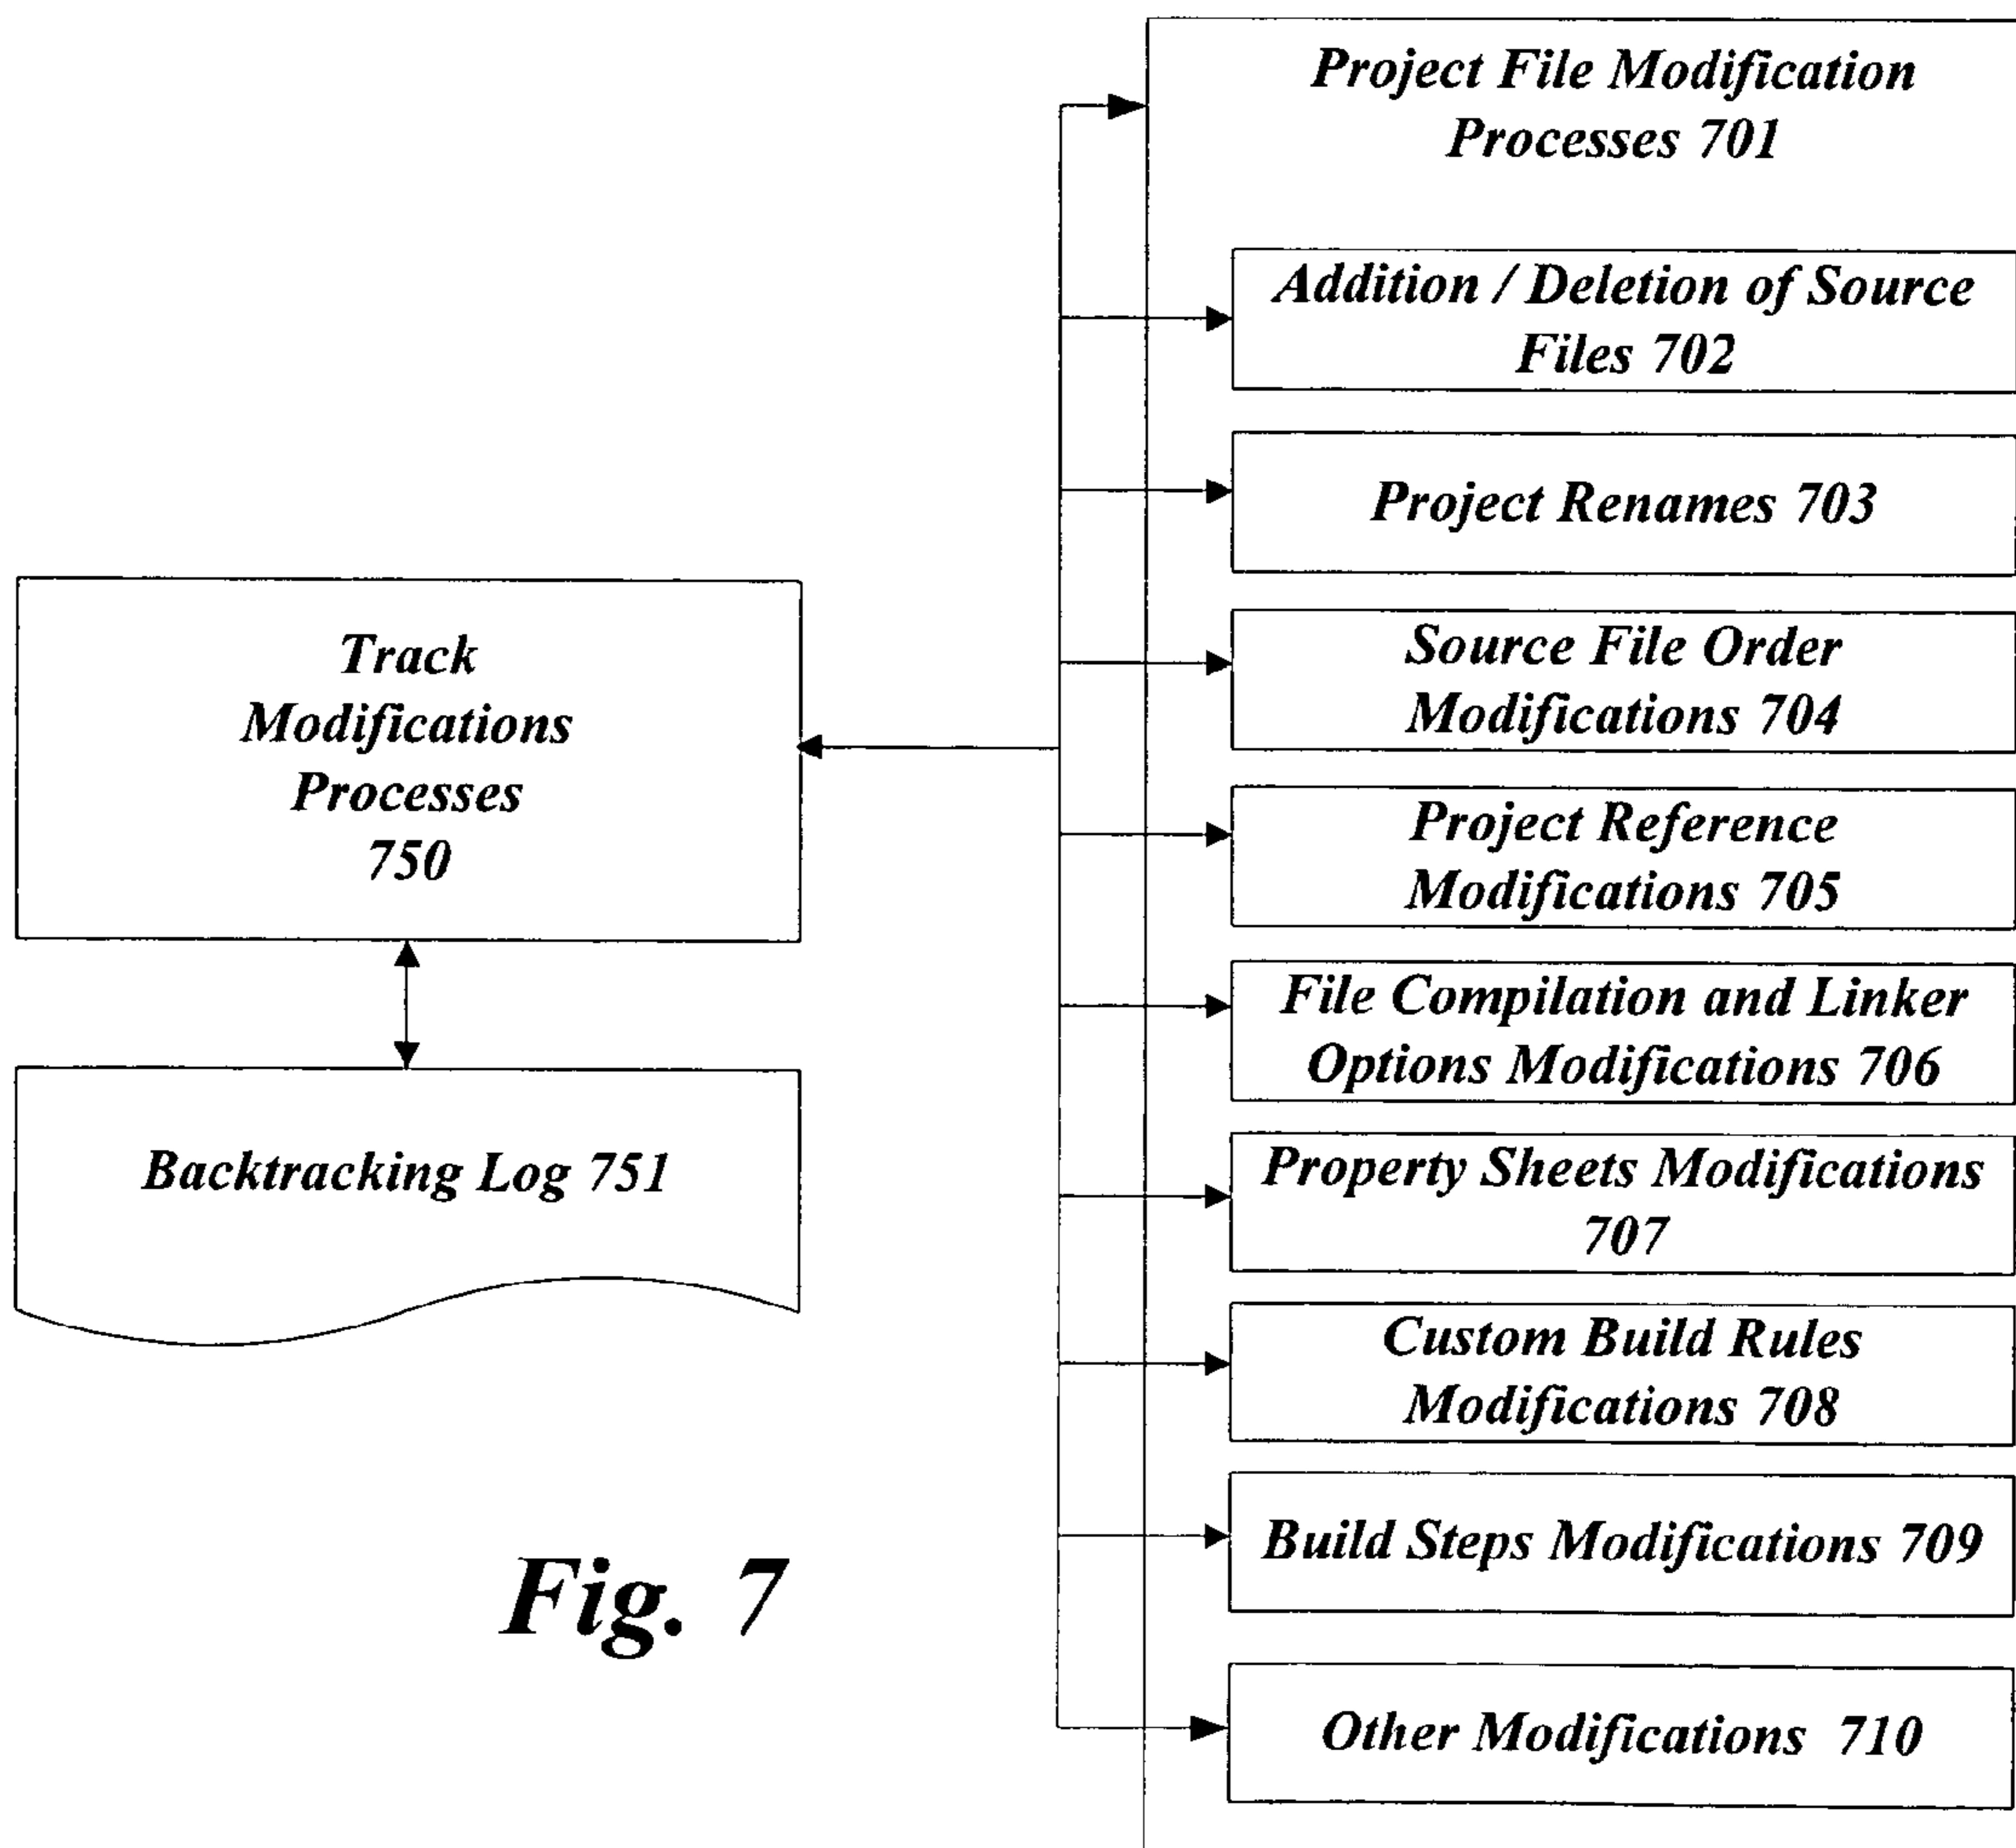 Project File Modification
Processes 701
Addition / Deletion of Source
Files 702
Project Renames 703
Source File Order
Modifications 704
Project Reference
Modifications 705
File Compilation and Linker
Options Modifications 706
Property Sheets Modifications
707
Custom Build Rules
Modifications 708
Build Steps Modifications 709
Other Modifications 710
Track
Modifications
Processes
750
Backtracking Log 751
Fig. 7